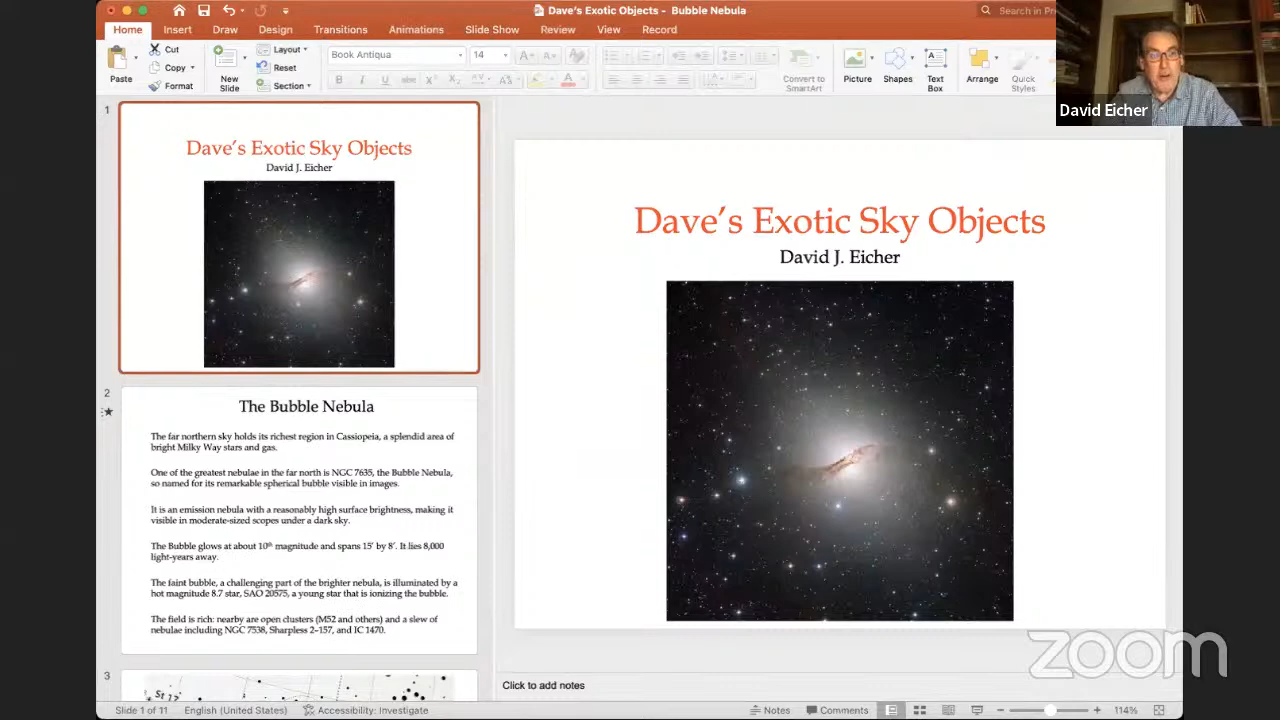 Dave's Exotic Objects - Bubble Nebula
Search in Pr
Home Insert Draw Design Transitions Animations Slide Show Review View Record
Paste
Cut
Copy
Format
New
Slide
Layout
Reset
Section
Book Antiqua 14
Convert to
SmartArt
Picture
Shapes
Text
Box
Arrange
Quick
Styles
David Eicher
1
Dave's Exotic Sky Objects
David J. Eicher
2
The Bubble Nebula
The far northern sky holds its richest region in Cassiopeia, a splendid area of
bright Milky Way stars and gas.
One of the greatest nebulae in the far north is NGC 7635, the Bubble Nebula,
so named for its remarkable spherical bubble visible in images.
It is an emission nebula with a reasonably high surface brightness, making it
visible in moderate-sized scopes under a dark sky.
The Bubble glows at about 10th magnitude and spans 15' by 8'. It lies 8,000
light-years away.
The faint bubble, a challenging part of the brighter nebula, is illuminated by a
hot magnitude 8.7 star, SAO 20575, a young star that is ionizing the bubble.
The field is rich: nearby are open clusters (M52 and others) and a slew of
nebulae including NGC 7538, Sharpless 2-157, and IC 1470.
3
Dave's Exotic Sky Objects
David J. Eicher
zoom
Click to add notes
Slide 1 of 11 English (United States) Accessibility: Investigate Notes Comments 114%